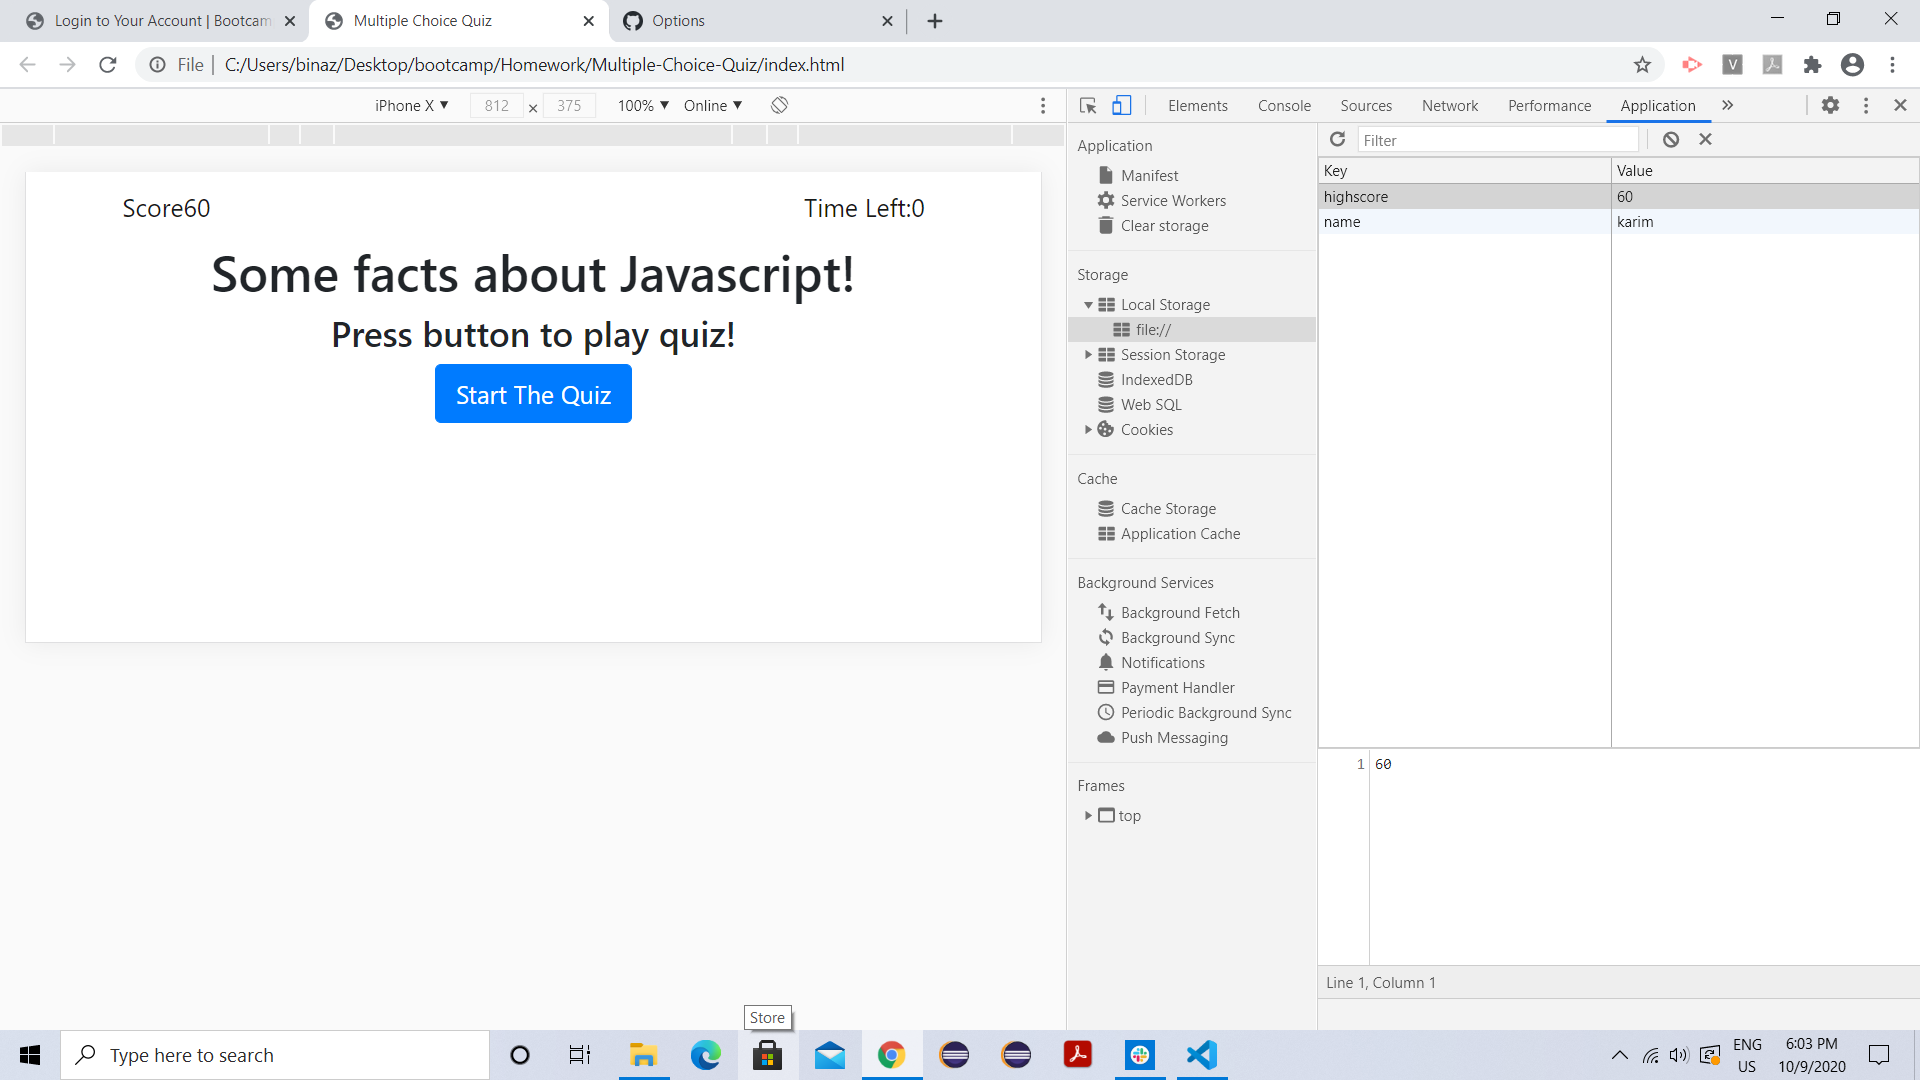 Login to Your Account | Bootcam
Multiple Choice Quiz
Options
File
C:/Users/binaz/Desktop/bootcamp/Homework/Multiple-Choice-Quiz/index.html
iPhone X ▼ 812 × 375 100% ▼ Online ▼
Elements Console Sources Network Performance Application »
Score60
Time Left:0
Some facts about Javascript!
Press button to play quiz!
Start The Quiz
Application
Manifest
Service Workers
Clear storage
Storage
Local Storage
file://
Session Storage
IndexedDB
Web SQL
Cookies
Cache
Cache Storage
Application Cache
Background Services
Background Fetch
Background Sync
Notifications
Payment Handler
Periodic Background Sync
Push Messaging
Frames
top
Filter
Key Value
highscore 60
name karim
1 60
Line 1, Column 1
Store
Type here to search
V
ENG
US
6:03 PM
10/9/2020